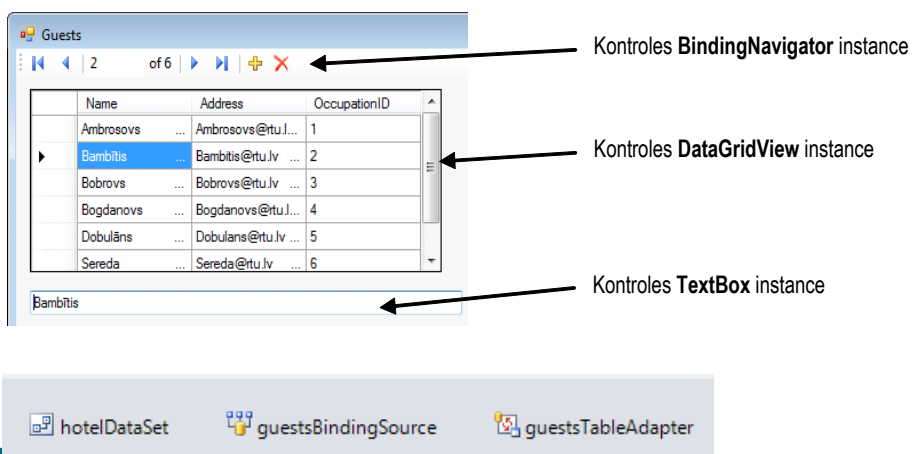 Guests
2 of 6
Kontroles BindingNavigator instance
Name Address OccupationID
Ambrosovs ... Ambrosovs@rtu.l... 1
Bambītis ... Bambitis@rtu.lv ... 2
Kontroles DataGridView instance
Bobrovs ... Bobrovs@rtu.lv ... 3
Bogdanovs ... Bogdanovs@rtu.l... 4
Dobulāns ... Dobulans@rtu.lv ... 5
Sereda ... Sereda@rtu.lv ... 6
Kontroles TextBox instance
Bambītis
hotelDataSet guestsBindingSource guestsTableAdapter